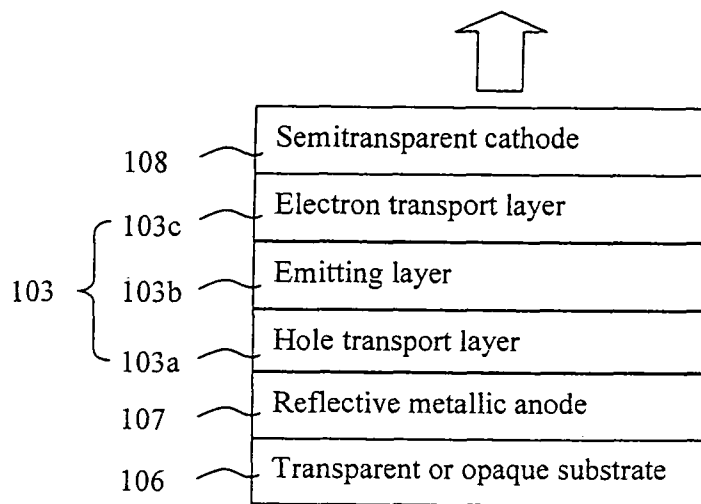 108 Semitransparent cathode
103c Electron transport layer
103 103b Emitting layer
103a Hole transport layer
107 Reflective metallic anode
106 Transparent or opaque substrate